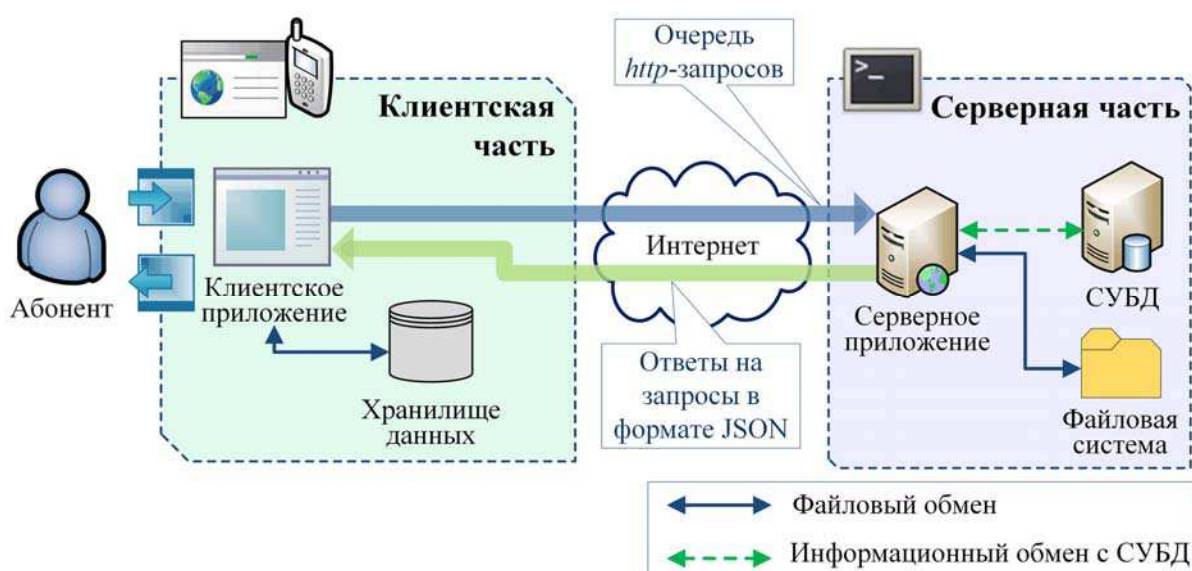 Очередь
http-запросов
Клиентская
часть
Серверная часть
>_
Абонент
Клиентское
приложение
Хранилище
данных
Интернет
Серверное
приложение
СУБД
Файловая
система
Ответы на
запросы в
формате JSON
Файловый обмен
Информационный обмен с СУБД